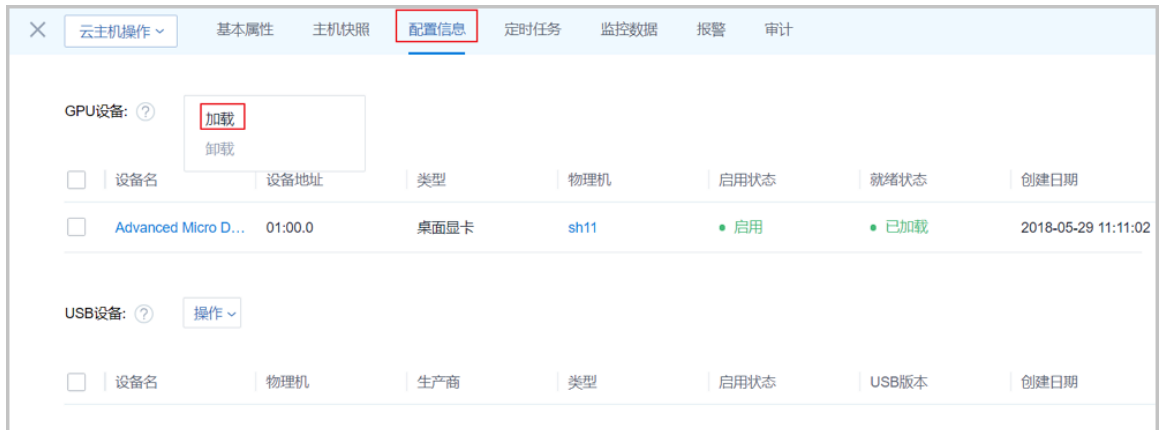 云主机操作 基本属性 主机快照 配置信息 定时任务 监控数据 报警 审计
GPU设备: ?
加载
卸载
设备名 设备地址 类型 物理机 启用状态 就绪状态 创建日期
Advanced Micro D... 01:00.0 桌面显卡 sh11 启用 已加载 2018-05-29 11:11:02
USB设备: ? 操作
设备名 物理机 生产商 类型 启用状态 USB版本 创建日期